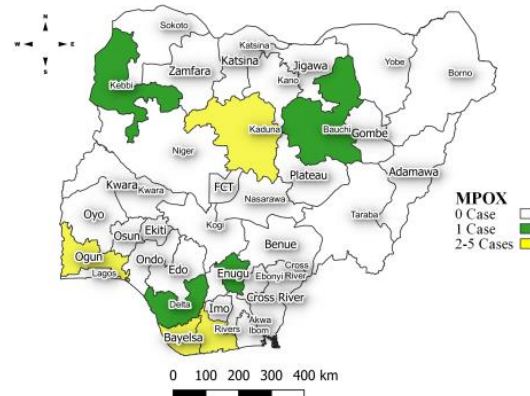 N
W E
S
Sokoto
Katsina
Zamfara
Katsina
Jigawa
Kano
Yobe
Borno
Kebbi
Kaduna
Bauchi
Gombe
Niger
Plateau
Adamawa
Kwara
Kwara
FCT
Nasarawa
Taraba
Oyo
Kogi
Osun
Ekiti
Benue
Ogun
Lagos
Ondo
Edo
Enugu
Ebonyi
Cross
River
Cross River
Delta
Imo
Rivers
Akwa
Ibom
Bayelsa
MPOX
0 Case
1 Case
2-5 Cases
0 100 200 300 400 km